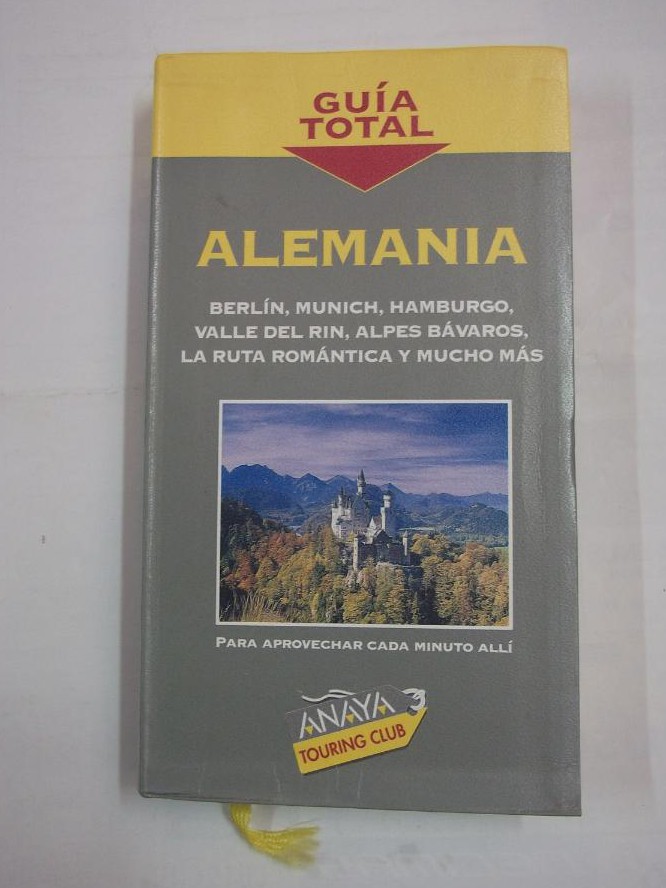 GUÍA
TOTAL
ALEMANIA
BERLÍN, MUNICH, HAMBURGO,
VALLE DEL RIN, ALPES BÁVAROS,
LA RUTA ROMÁNTICA Y MUCHO MÁS
PARA APROVECHAR CADA MINUTO ALLÍ
ANAYA
TOURING CLUB